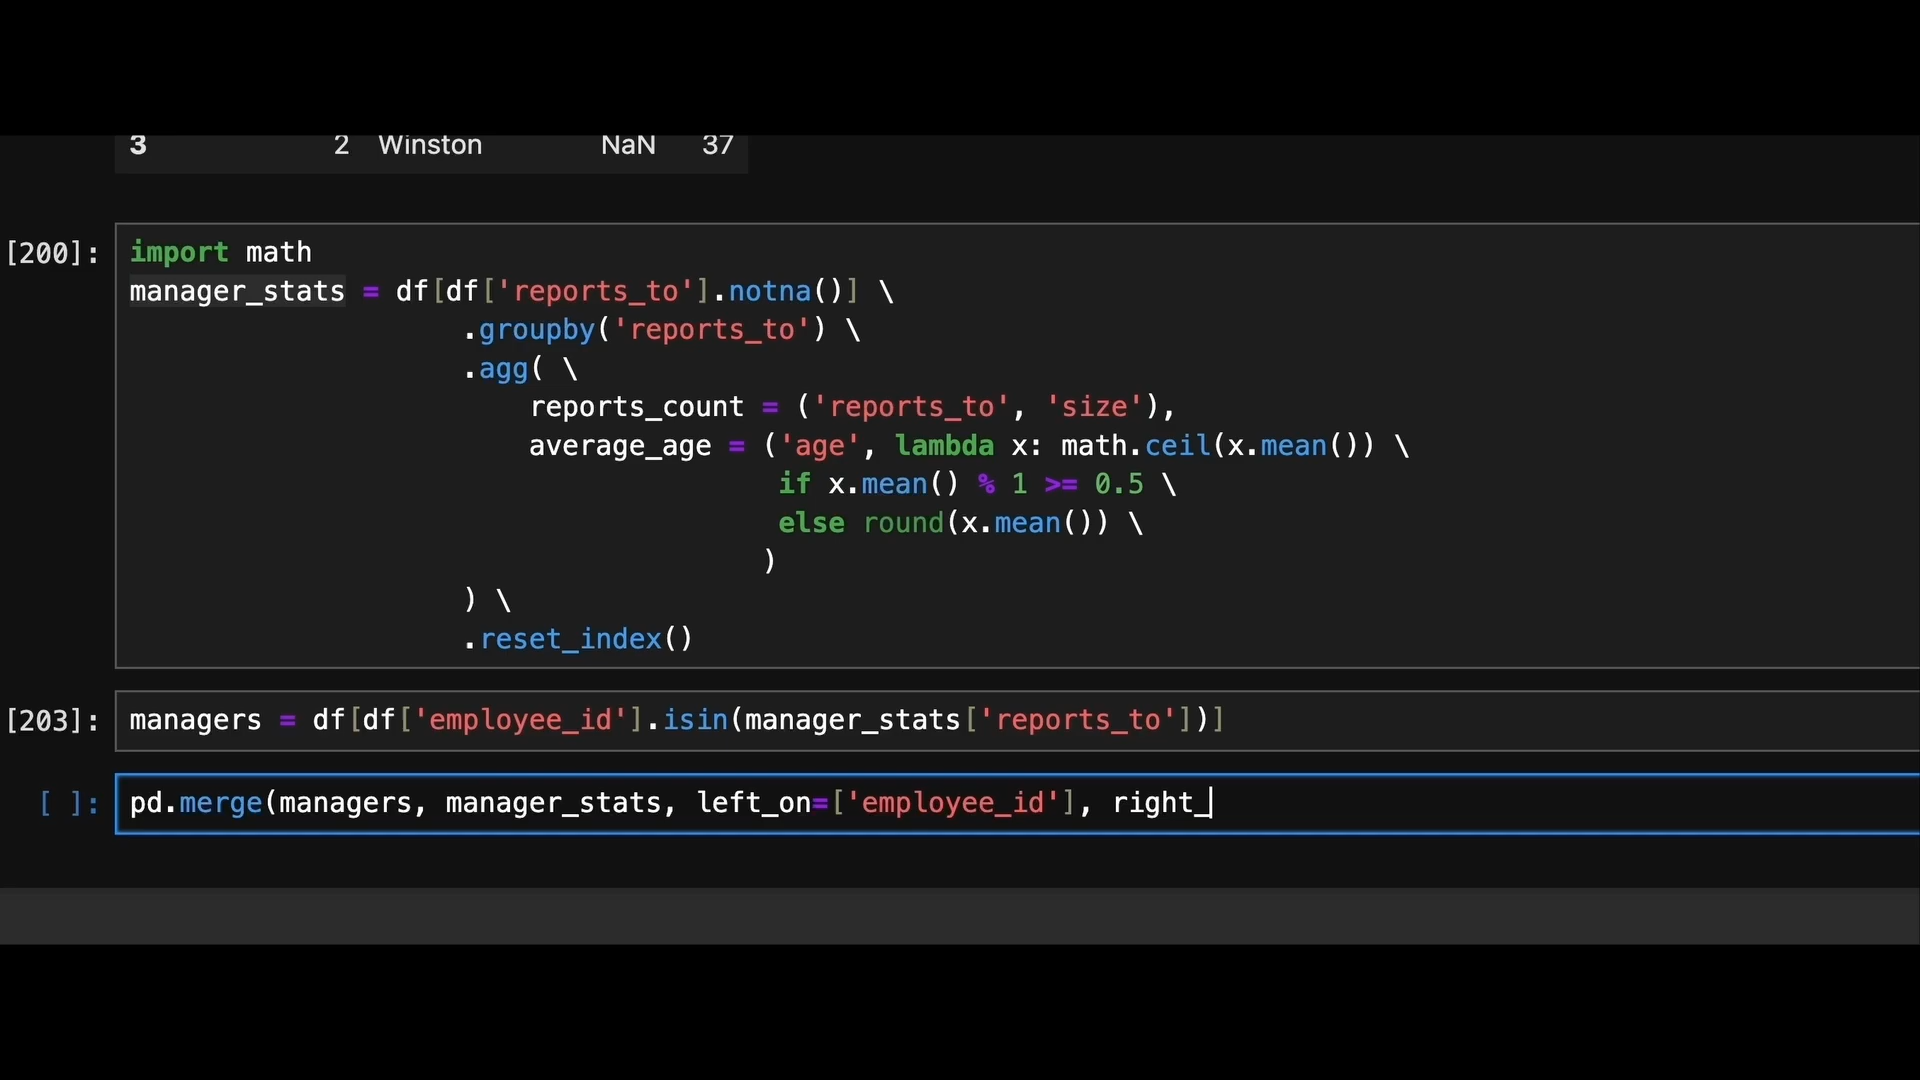 3 2 Winston NaN 37
[200]: import math
manager_stats = df[df['reports_to'].notna()] \
.groupby('reports_to') \
.agg( \
reports_count = ('reports_to', 'size'),
average_age = ('age', lambda x: math.ceil(x.mean()) \
if x.mean() % 1 >= 0.5 \
else round(x.mean()) \
)
) \
.reset_index()
[203]: managers = df[df['employee_id'].isin(manager_stats['reports_to'])]
[ ]: pd.merge(managers, manager_stats, left_on=['employee_id'], right_